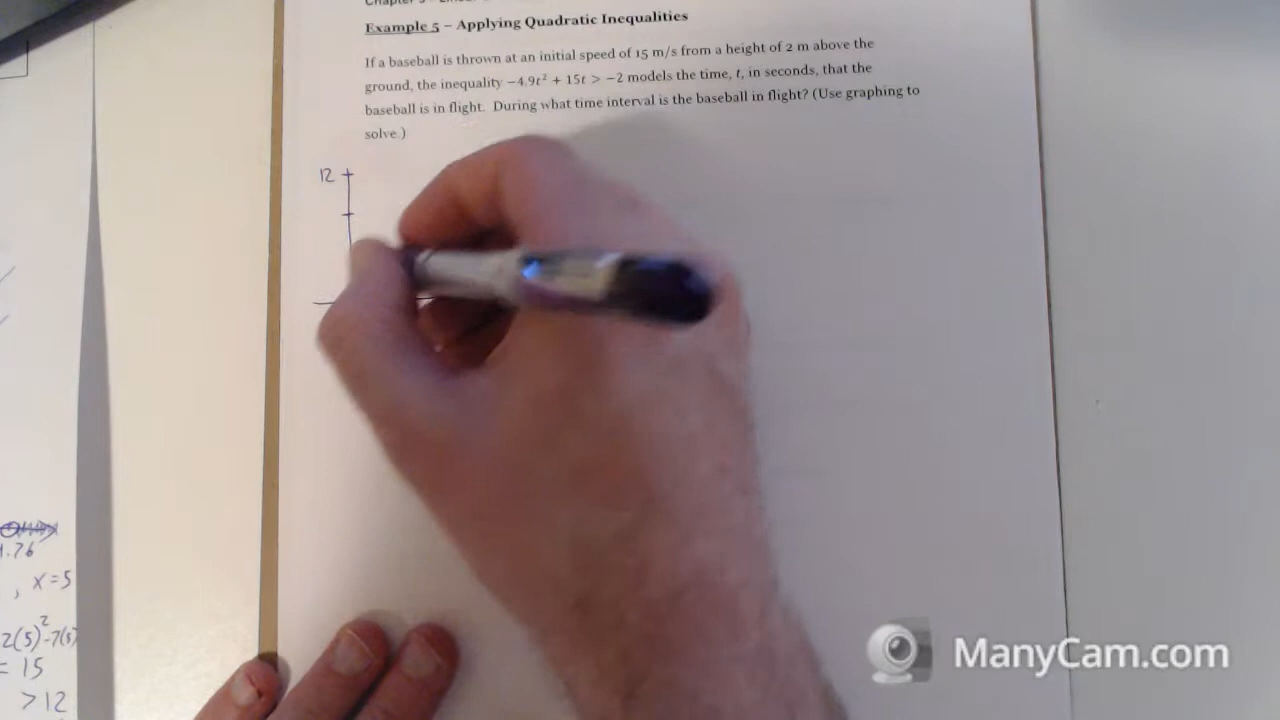 Example 5 – Applying Quadratic Inequalities
If a baseball is thrown at an initial speed of 15 m/s from a height of 2 m above the
ground, the inequality −4.9t² + 15t > −2 models the time, t, in seconds, that the
baseball is in flight. During what time interval is the baseball in flight? (Use graphing to
solve.)
12
.76
, x=5
2(5)²-7(5)
= 15
>12
ManyCam.com